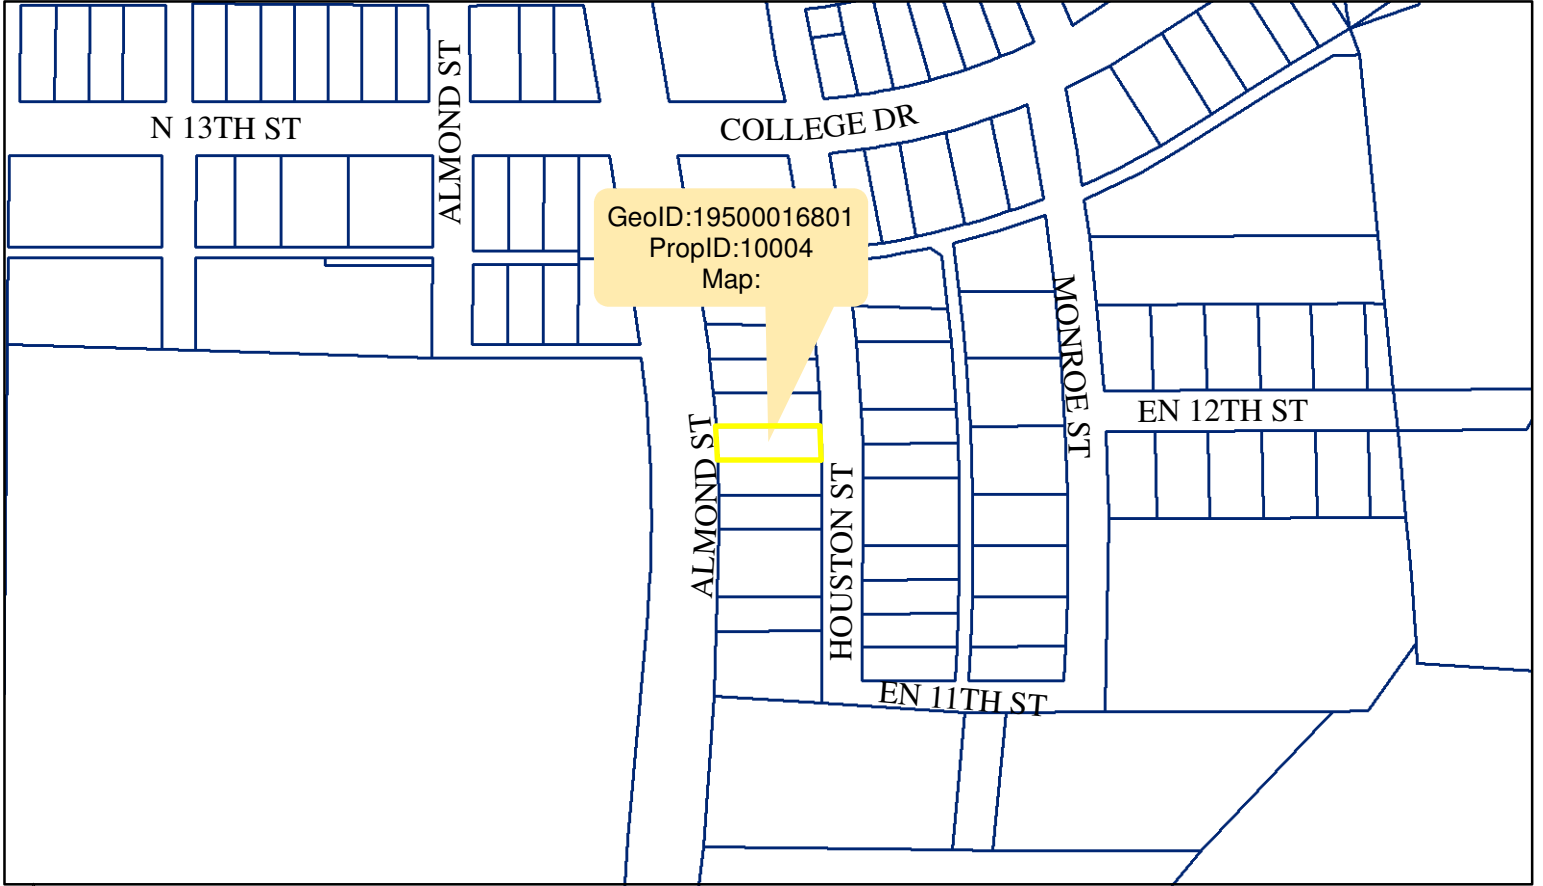 N 13TH ST
ALMOND ST
COLLEGE DR
GeoID:19500016801
PropID:10004
Map:
MONROE ST
EN 12TH ST
ALMOND ST
HOUSTON ST
EN 11TH ST